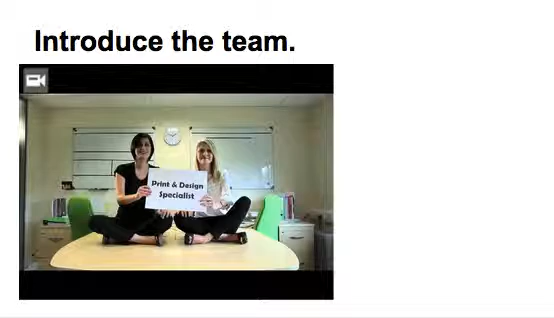 Introduce the team.
Print & Design
Specialist